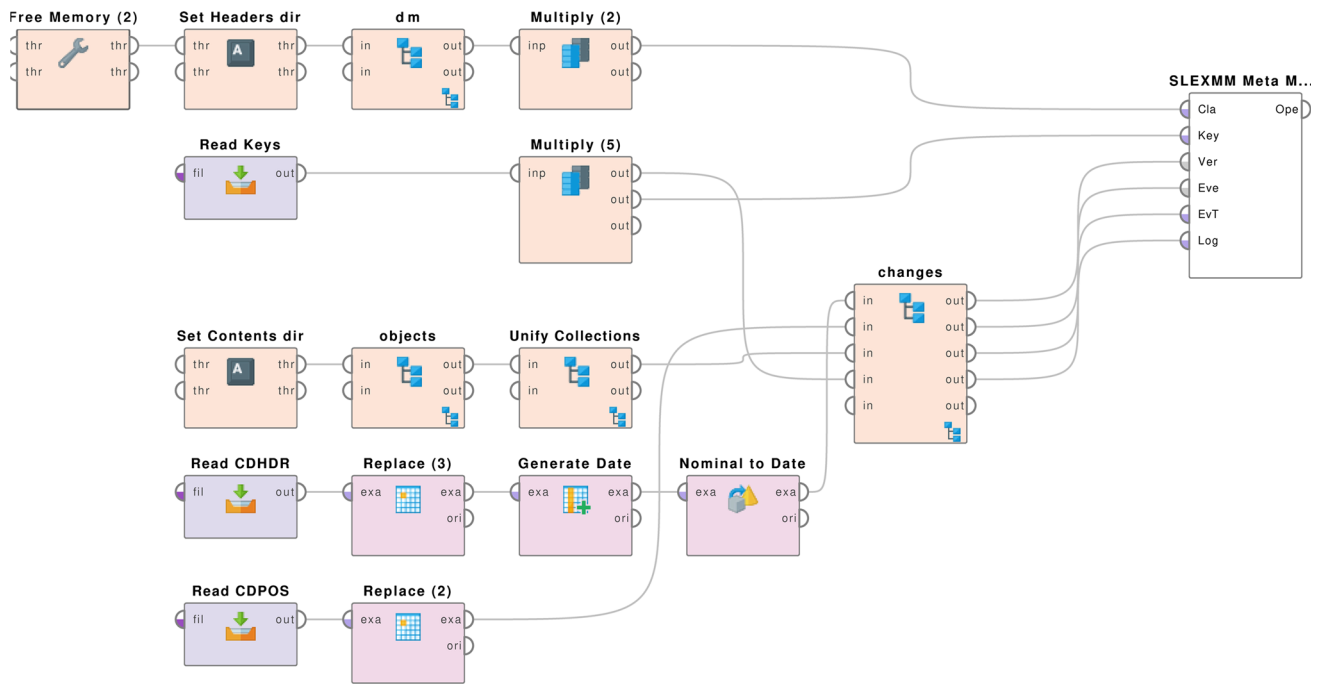 Free Memory (2)
thr thr
thr thr
Set Headers dir
A
thr thr
thr thr
dm
in out
in out
Multiply (2)
inp out
out
SLEXMM Meta M...
Cla Ope
Key
Ver
Eve
EvT
Log
Read Keys
fil out
Multiply (5)
inp out
out
out
changes
in out
in out
in out
in out
in out
Set Contents dir
A
thr thr
thr thr
objects
in out
in out
Unify Collections
in out
in out
Read CDHDR
fil out
Replace (3)
exa exa
ori
Generate Date
exa exa
ori
Nominal to Date
exa exa
ori
Read CDPOS
fil out
Replace (2)
exa exa
ori